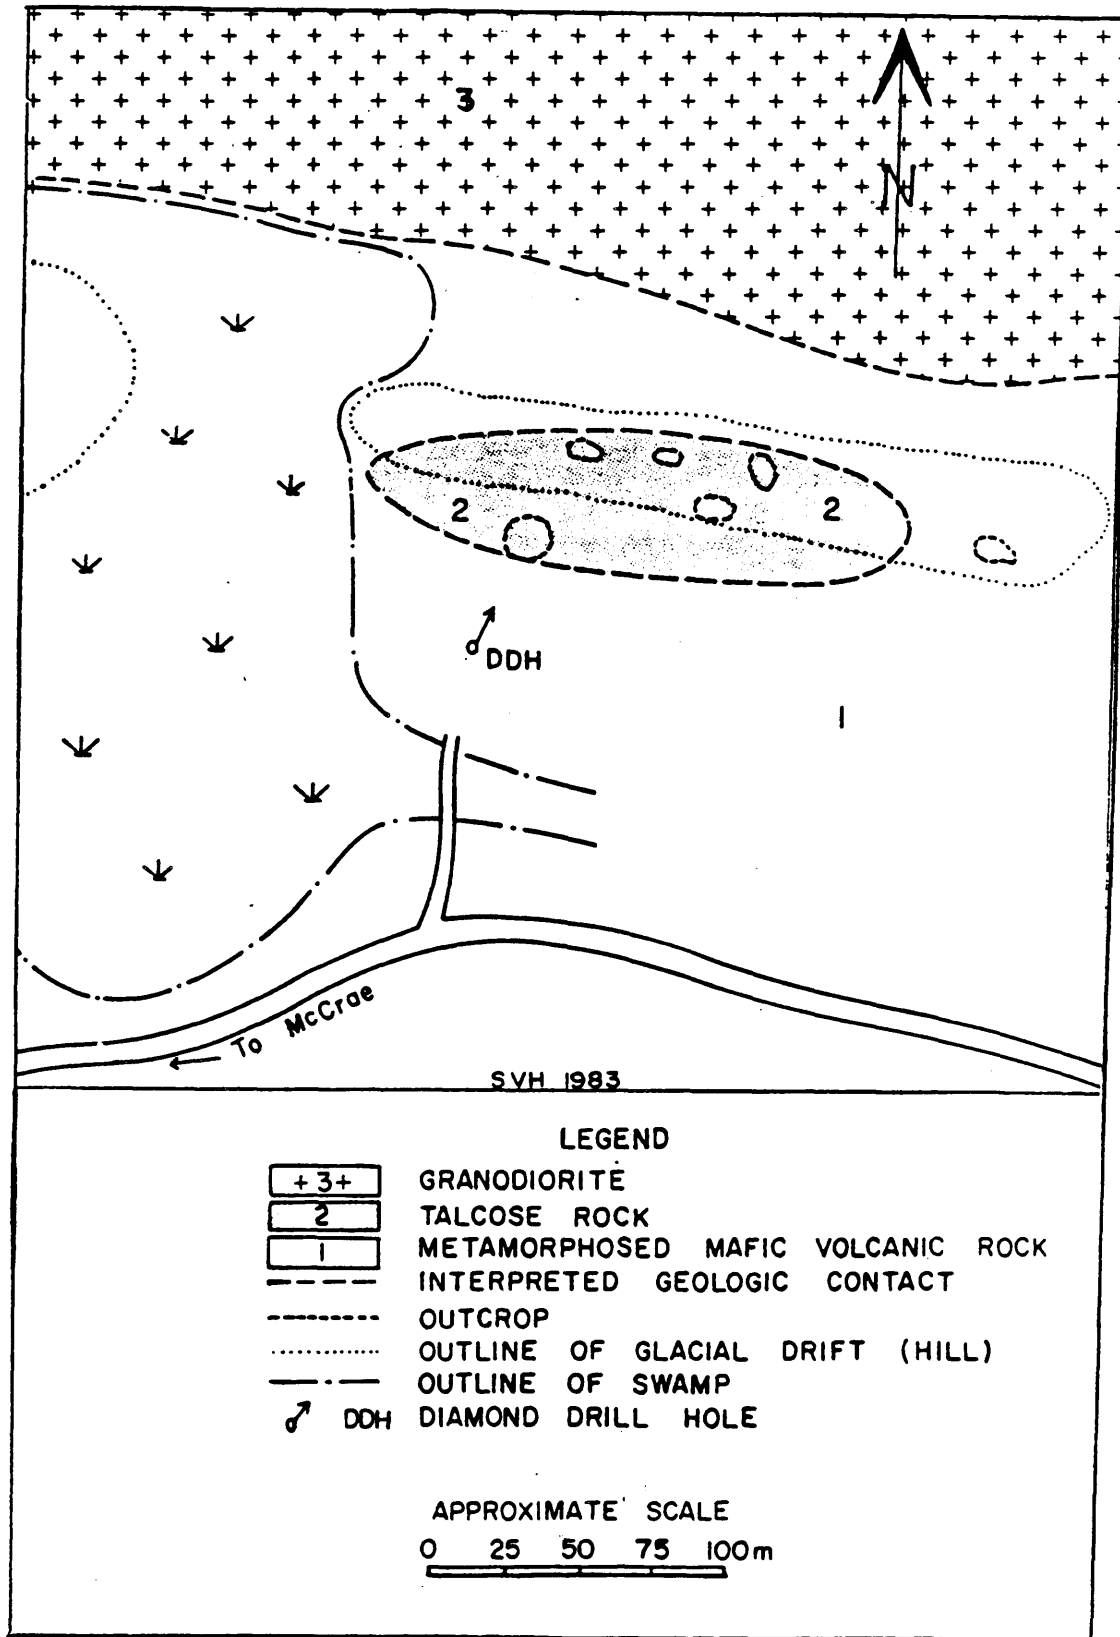 3
N
2
2
DDH
1
To McCrae
SVH 1983
LEGEND
+3+ GRANODIORITE
2 TALCOSE ROCK
1 METAMORPHOSED MAFIC VOLCANIC ROCK
INTERPRETED GEOLOGIC CONTACT
OUTCROP
OUTLINE OF GLACIAL DRIFT (HILL)
OUTLINE OF SWAMP
DDH DIAMOND DRILL HOLE
APPROXIMATE SCALE
0 25 50 75 100m